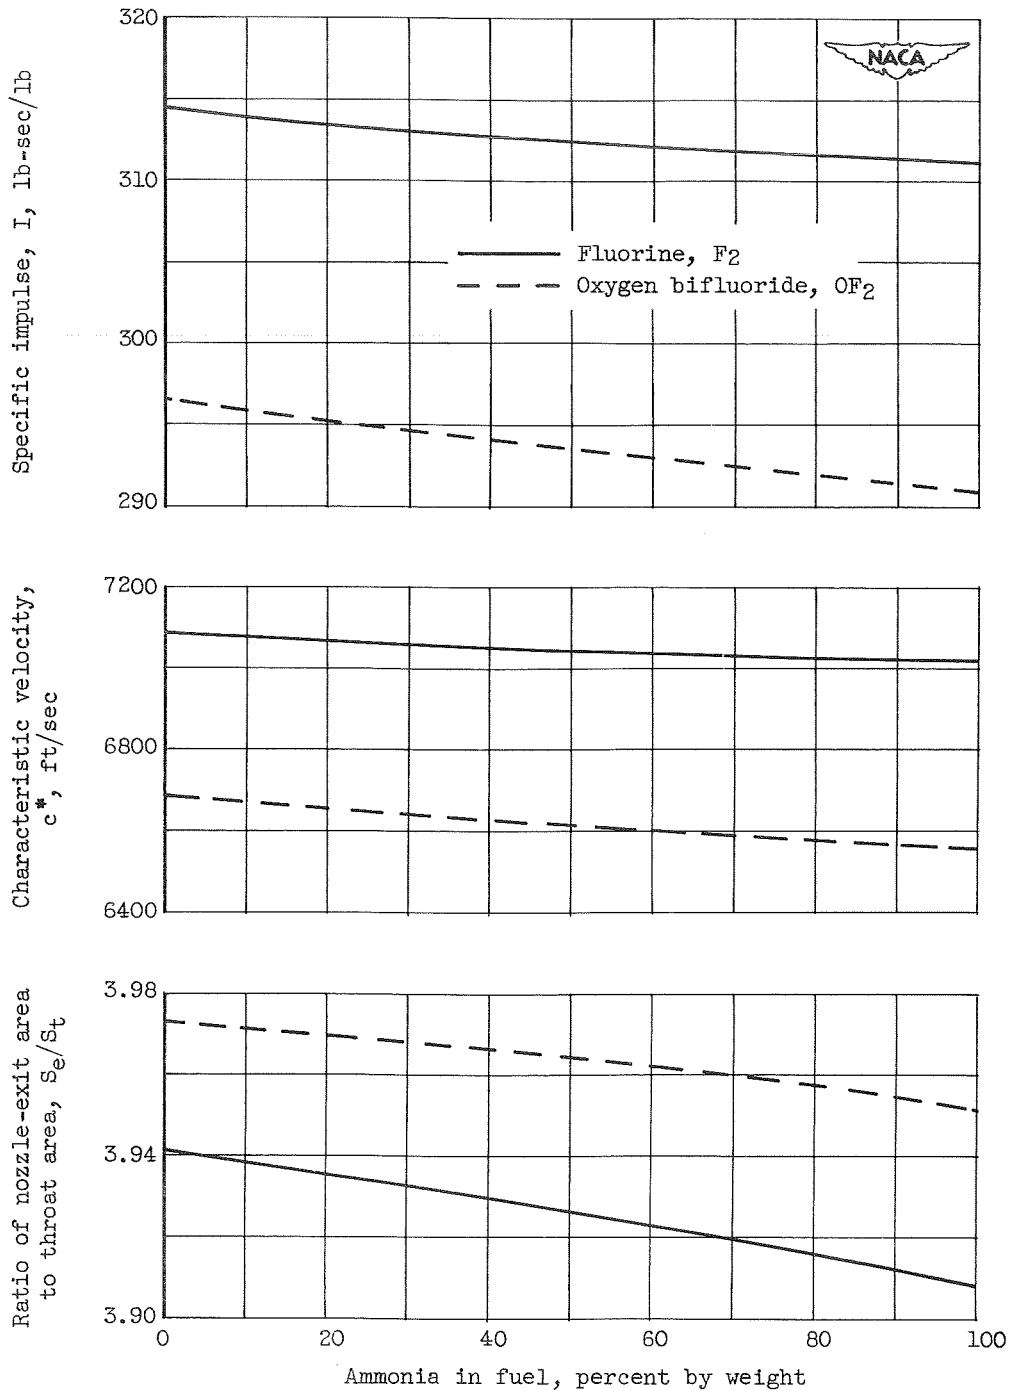 320
NACA
310
Specific impulse, I, lb-sec/lb
Fluorine, F2
Oxygen bifluoride, OF2
300
290
7200
Characteristic velocity,
c*, ft/sec
6800
6400
3.98
Ratio of nozzle-exit area
to throat area, Se/St
3.94
3.90
0 20 40 60 80 100
Ammonia in fuel, percent by weight